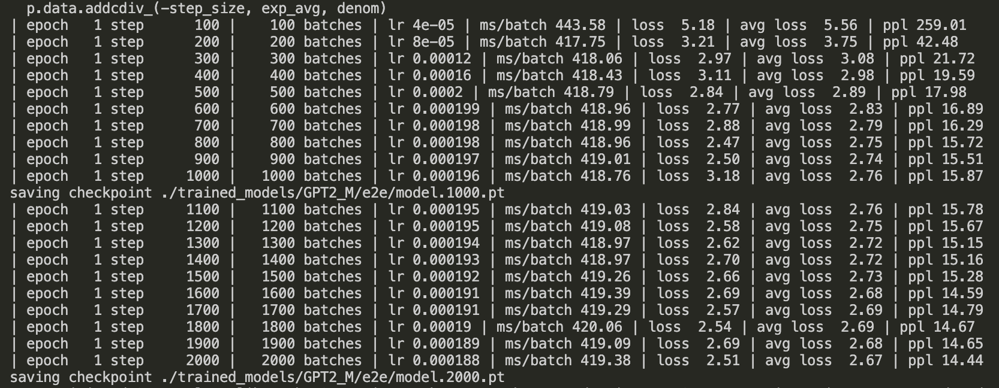 p.data.addcdiv_(-step_size, exp_avg, denom)
| epoch   1 step      100 |    100 batches | lr 4e-05 | ms/batch 443.58 | loss  5.18 | avg loss  5.56 | ppl 259.01
| epoch   1 step      200 |    200 batches | lr 8e-05 | ms/batch 417.75 | loss  3.21 | avg loss  3.75 | ppl 42.48
| epoch   1 step      300 |    300 batches | lr 0.00012 | ms/batch 418.06 | loss  2.97 | avg loss  3.08 | ppl 21.72
| epoch   1 step      400 |    400 batches | lr 0.00016 | ms/batch 418.43 | loss  3.11 | avg loss  2.98 | ppl 19.59
| epoch   1 step      500 |    500 batches | lr 0.0002 | ms/batch 418.79 | loss  2.84 | avg loss  2.89 | ppl 17.98
| epoch   1 step      600 |    600 batches | lr 0.000199 | ms/batch 418.96 | loss  2.77 | avg loss  2.83 | ppl 16.89
| epoch   1 step      700 |    700 batches | lr 0.000198 | ms/batch 418.99 | loss  2.88 | avg loss  2.79 | ppl 16.29
| epoch   1 step      800 |    800 batches | lr 0.000198 | ms/batch 418.96 | loss  2.47 | avg loss  2.75 | ppl 15.72
| epoch   1 step      900 |    900 batches | lr 0.000197 | ms/batch 419.01 | loss  2.50 | avg loss  2.74 | ppl 15.51
| epoch   1 step     1000 |   1000 batches | lr 0.000196 | ms/batch 418.76 | loss  3.18 | avg loss  2.76 | ppl 15.87
saving checkpoint ./trained_models/GPT2_M/e2e/model.1000.pt
| epoch   1 step     1100 |   1100 batches | lr 0.000195 | ms/batch 419.03 | loss  2.84 | avg loss  2.76 | ppl 15.78
| epoch   1 step     1200 |   1200 batches | lr 0.000195 | ms/batch 419.08 | loss  2.58 | avg loss  2.75 | ppl 15.67
| epoch   1 step     1300 |   1300 batches | lr 0.000194 | ms/batch 418.97 | loss  2.62 | avg loss  2.72 | ppl 15.15
| epoch   1 step     1400 |   1400 batches | lr 0.000193 | ms/batch 418.97 | loss  2.70 | avg loss  2.72 | ppl 15.16
| epoch   1 step     1500 |   1500 batches | lr 0.000192 | ms/batch 419.26 | loss  2.66 | avg loss  2.73 | ppl 15.28
| epoch   1 step     1600 |   1600 batches | lr 0.000191 | ms/batch 419.39 | loss  2.69 | avg loss  2.68 | ppl 14.59
| epoch   1 step     1700 |   1700 batches | lr 0.000191 | ms/batch 419.29 | loss  2.57 | avg loss  2.69 | ppl 14.79
| epoch   1 step     1800 |   1800 batches | lr 0.00019 | ms/batch 420.06 | loss  2.54 | avg loss  2.69 | ppl 14.67
| epoch   1 step     1900 |   1900 batches | lr 0.000189 | ms/batch 419.09 | loss  2.69 | avg loss  2.68 | ppl 14.65
| epoch   1 step     2000 |   2000 batches | lr 0.000188 | ms/batch 419.38 | loss  2.51 | avg loss  2.67 | ppl 14.44
saving checkpoint ./trained_models/GPT2_M/e2e/model.2000.pt